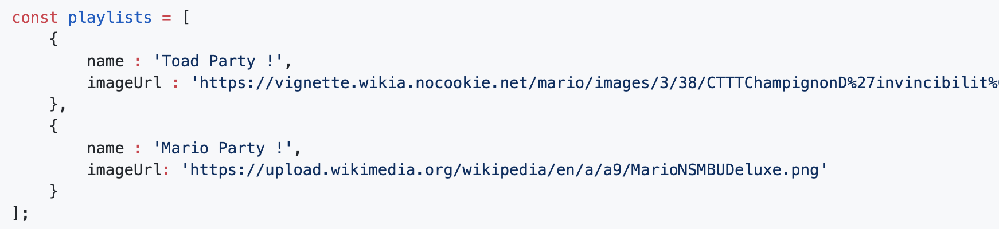 const playlists = [
    {
        name : 'Toad Party !',
        imageUrl : 'https://vignette.wikia.nocookie.net/mario/images/3/38/CTTTChampignonD%27invincibilit%
    },
    {
        name : 'Mario Party !',
        imageUrl: 'https://upload.wikimedia.org/wikipedia/en/a/a9/MarioNSMBUDeluxe.png'
    }
];